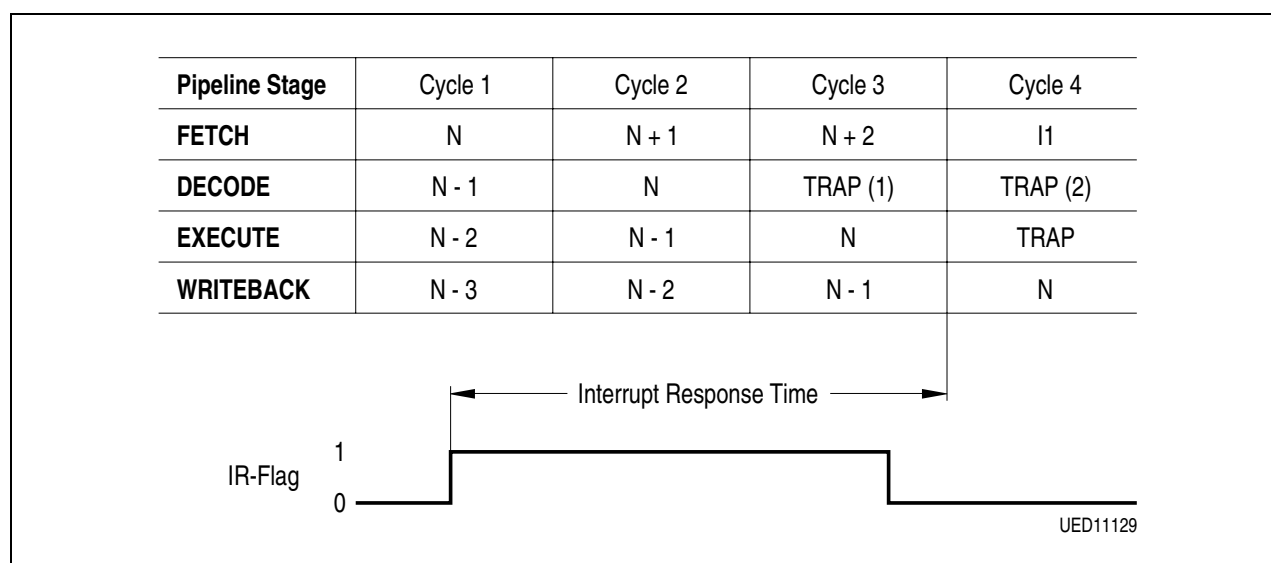 Pipeline Stage Cycle 1 Cycle 2 Cycle 3 Cycle 4
FETCH N N + 1 N + 2 I1
DECODE N - 1 N TRAP (1) TRAP (2)
EXECUTE N - 2 N - 1 N TRAP
WRITEBACK N - 3 N - 2 N - 1 N
Interrupt Response Time
1
IR-Flag
0
UED11129